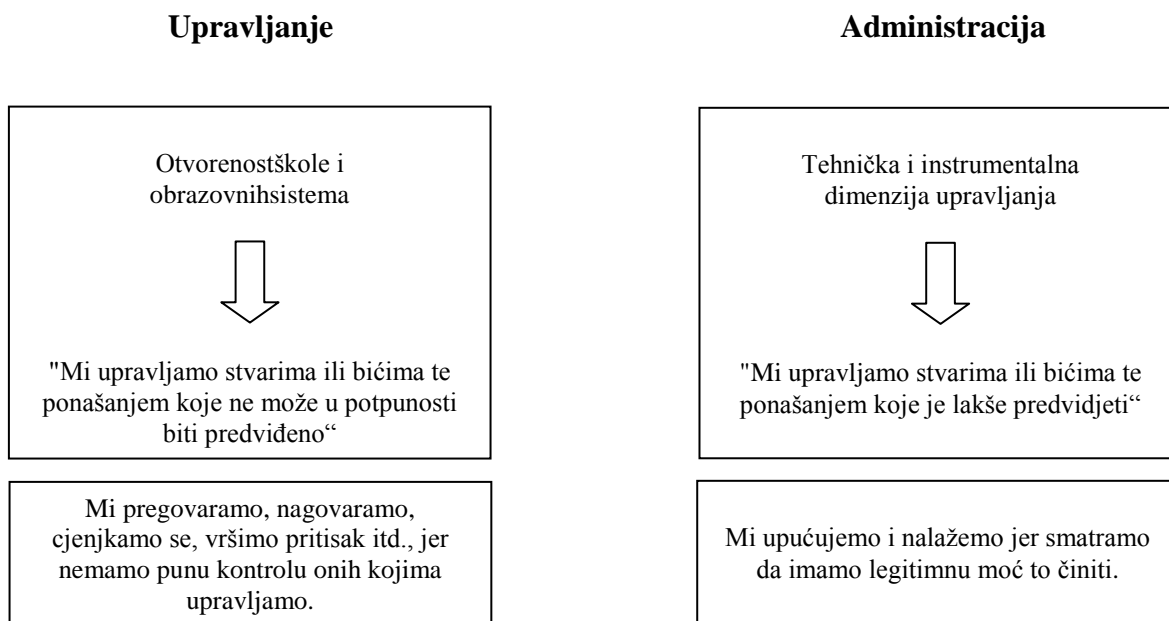 Upravljanje
Otvorenostškole i
obrazovnihsistema
"Mi upravljamo stvarima ili bićima te
ponašanjem koje ne može u potpunosti
biti predviđeno“
Mi pregovaramo, nagovaramo,
cjenjkamo se, vršimo pritisak itd., jer
nemamo punu kontrolu onih kojima
upravljamo.
Administracija
Tehnička i instrumentalna
dimenzija upravljanja
"Mi upravljamo stvarima ili bićima te
ponašanjem koje je lakše predvidjeti“
Mi upućujemo i nalažemo jer smatramo
da imamo legitimnu moć to činiti.